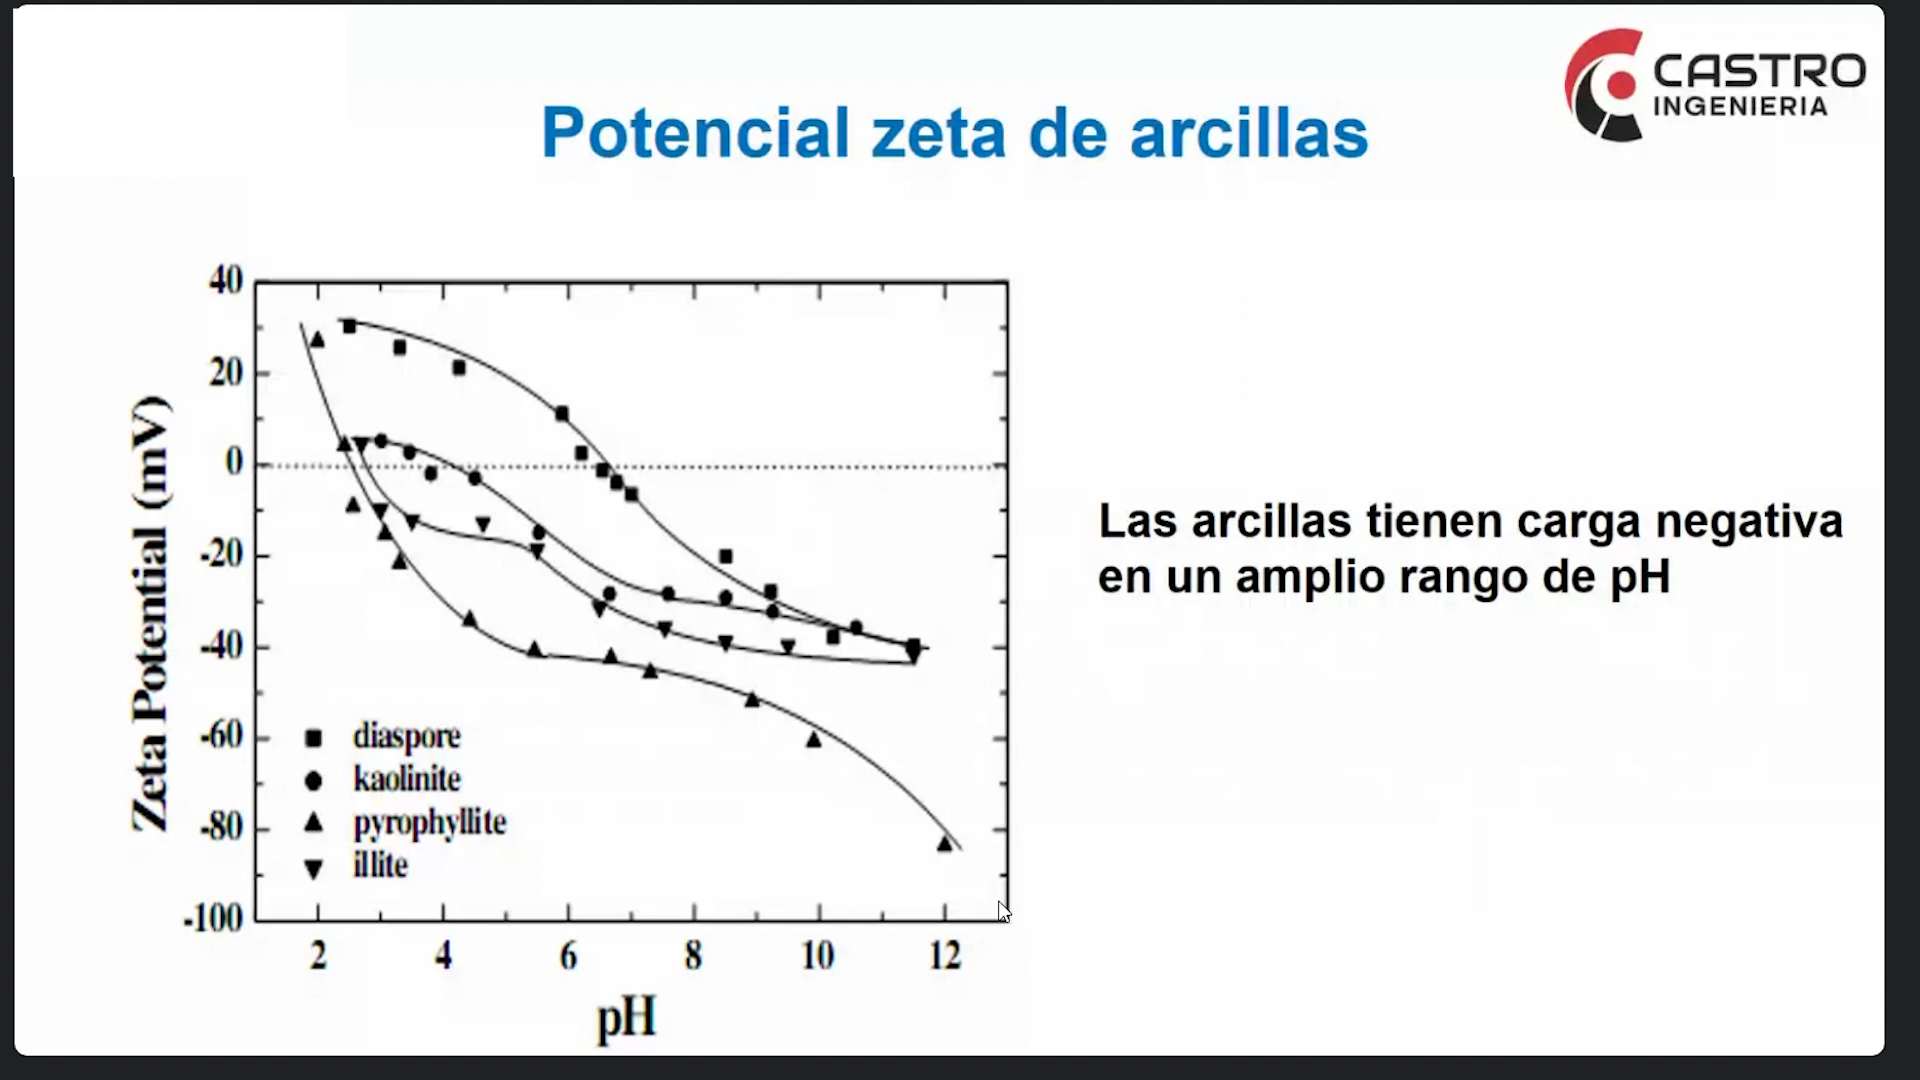 CASTRO
INGENIERIA
Potencial zeta de arcillas
40
20
0
-20
-40
-60
-80
-100
Zeta Potential (mV)
diaspore
kaolinite
pyrophyllite
illite
2 4 6 8 10 12
pH
Las arcillas tienen carga negativa
en un amplio rango de pH